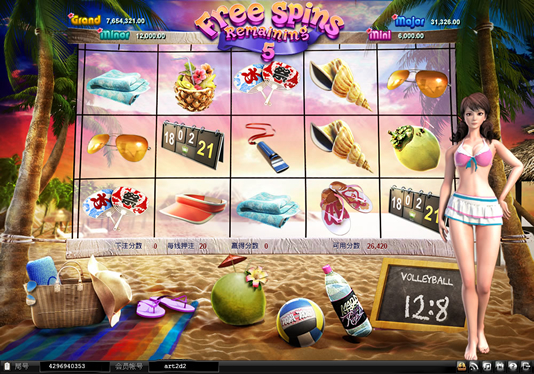 Grand 7,654,321.00
Free Spins
Major 31,326.00
Minor 12,000.00
Remaining
Mini 6,000.00
5
18 0 2 21
18 0 2 21
下注分数 0 每线押注 20 赢得分数 0 可用分数 26,420
VOLLEYBALL
12:8
局号 4296940353 会员帐号 art2d2